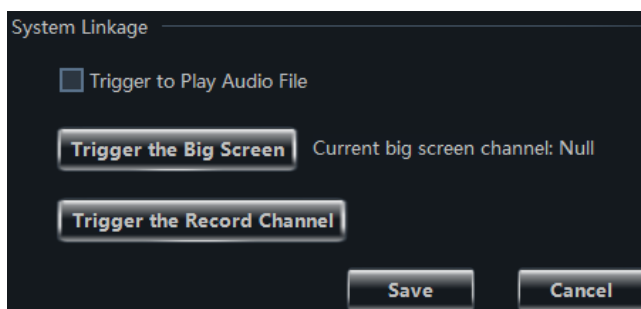 System Linkage
Trigger to Play Audio File
Trigger the Big Screen Current big screen channel: Null
Trigger the Record Channel
Save Cancel